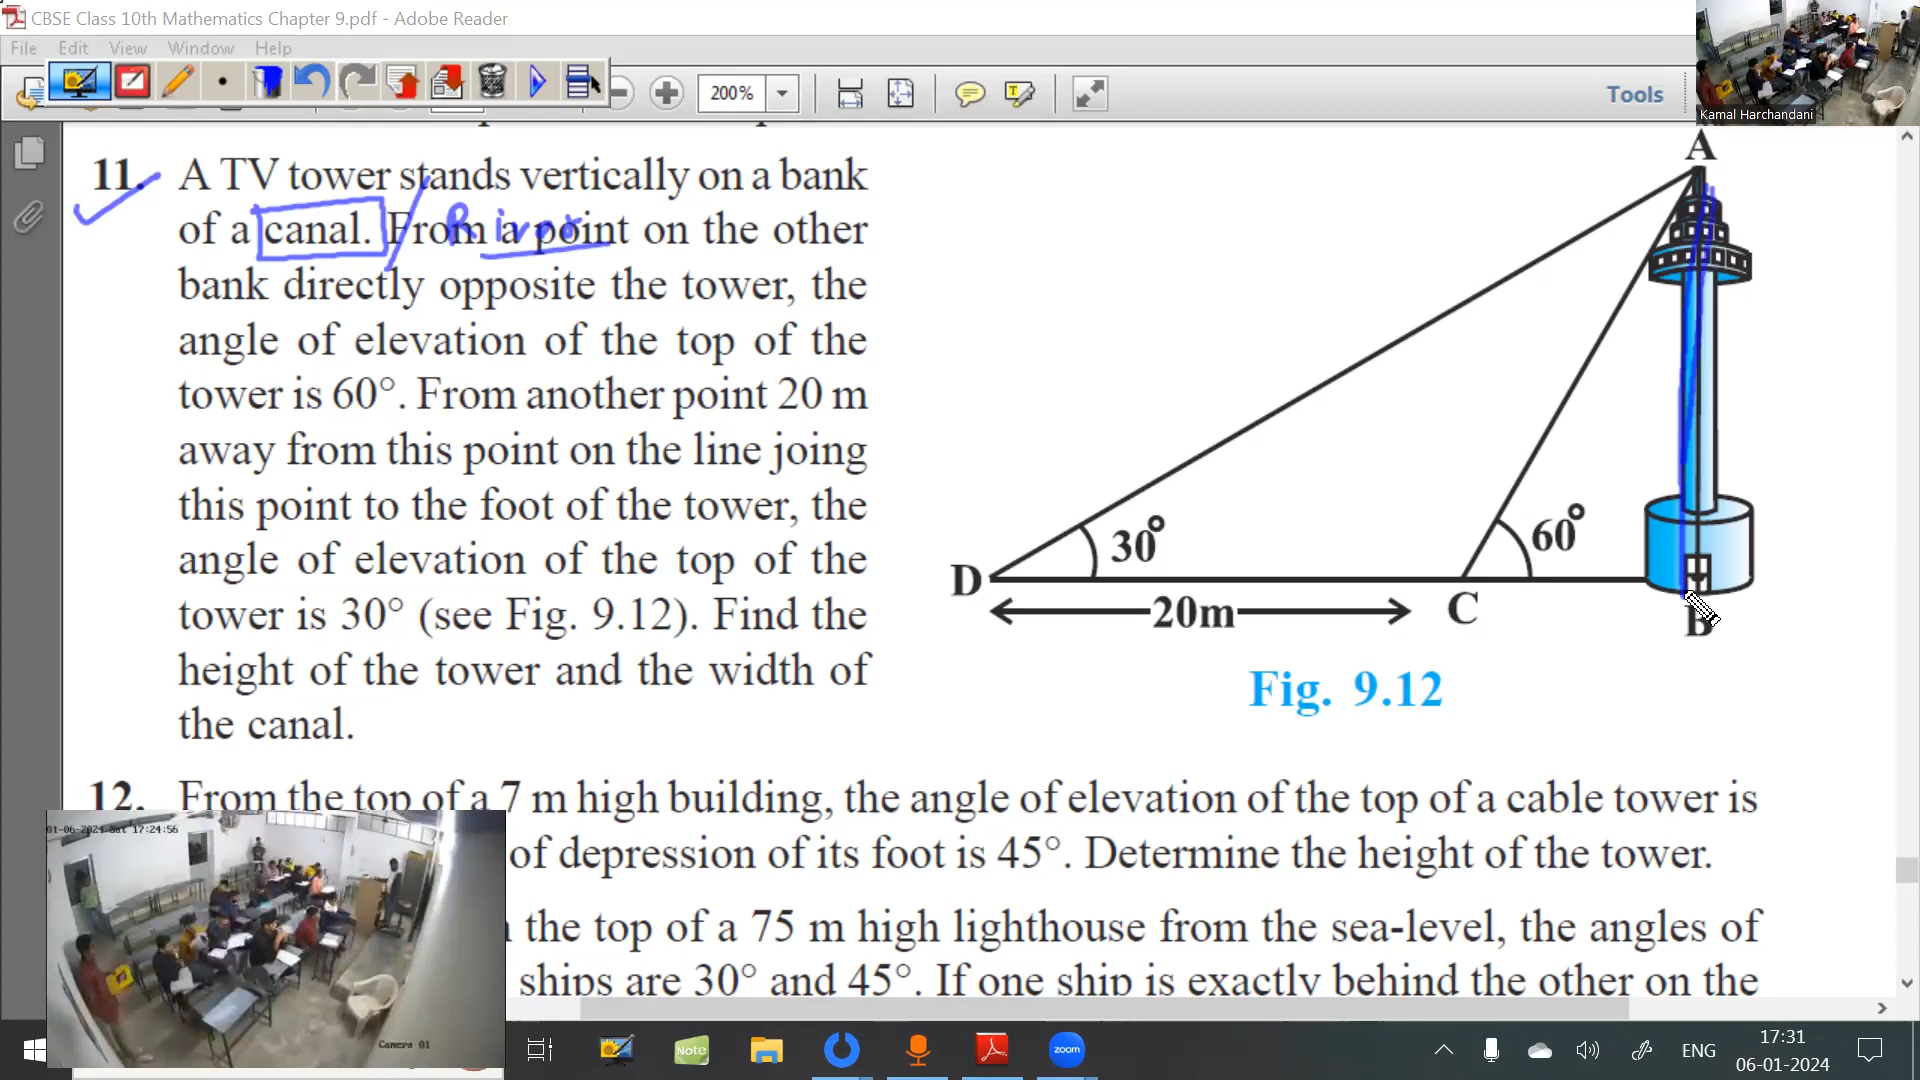 CBSE Class 10th Mathematics Chapter 9.pdf - Adobe Reader
File Edit View Window Help
200%
Tools
Kamal Harchandani
11. A TV tower stands vertically on a bank
of a canal. From a point on the other
River
bank directly opposite the tower, the
angle of elevation of the top of the
tower is 60°. From another point 20 m
away from this point on the line joing
this point to the foot of the tower, the
angle of elevation of the top of the
tower is 30° (see Fig. 9.12). Find the
height of the tower and the width of
the canal.
A
30°
60°
D
20m
C
B
Fig. 9.12
12. From the top of a 7 m high building, the angle of elevation of the top of a cable tower is
of depression of its foot is 45°. Determine the height of the tower.
the top of a 75 m high lighthouse from the sea-level, the angles of
ships are 30° and 45°. If one ship is exactly behind the other on the
01-06-2024 Sat 17:24:56
Camera 01
Note
zoom
ENG
17:31
06-01-2024